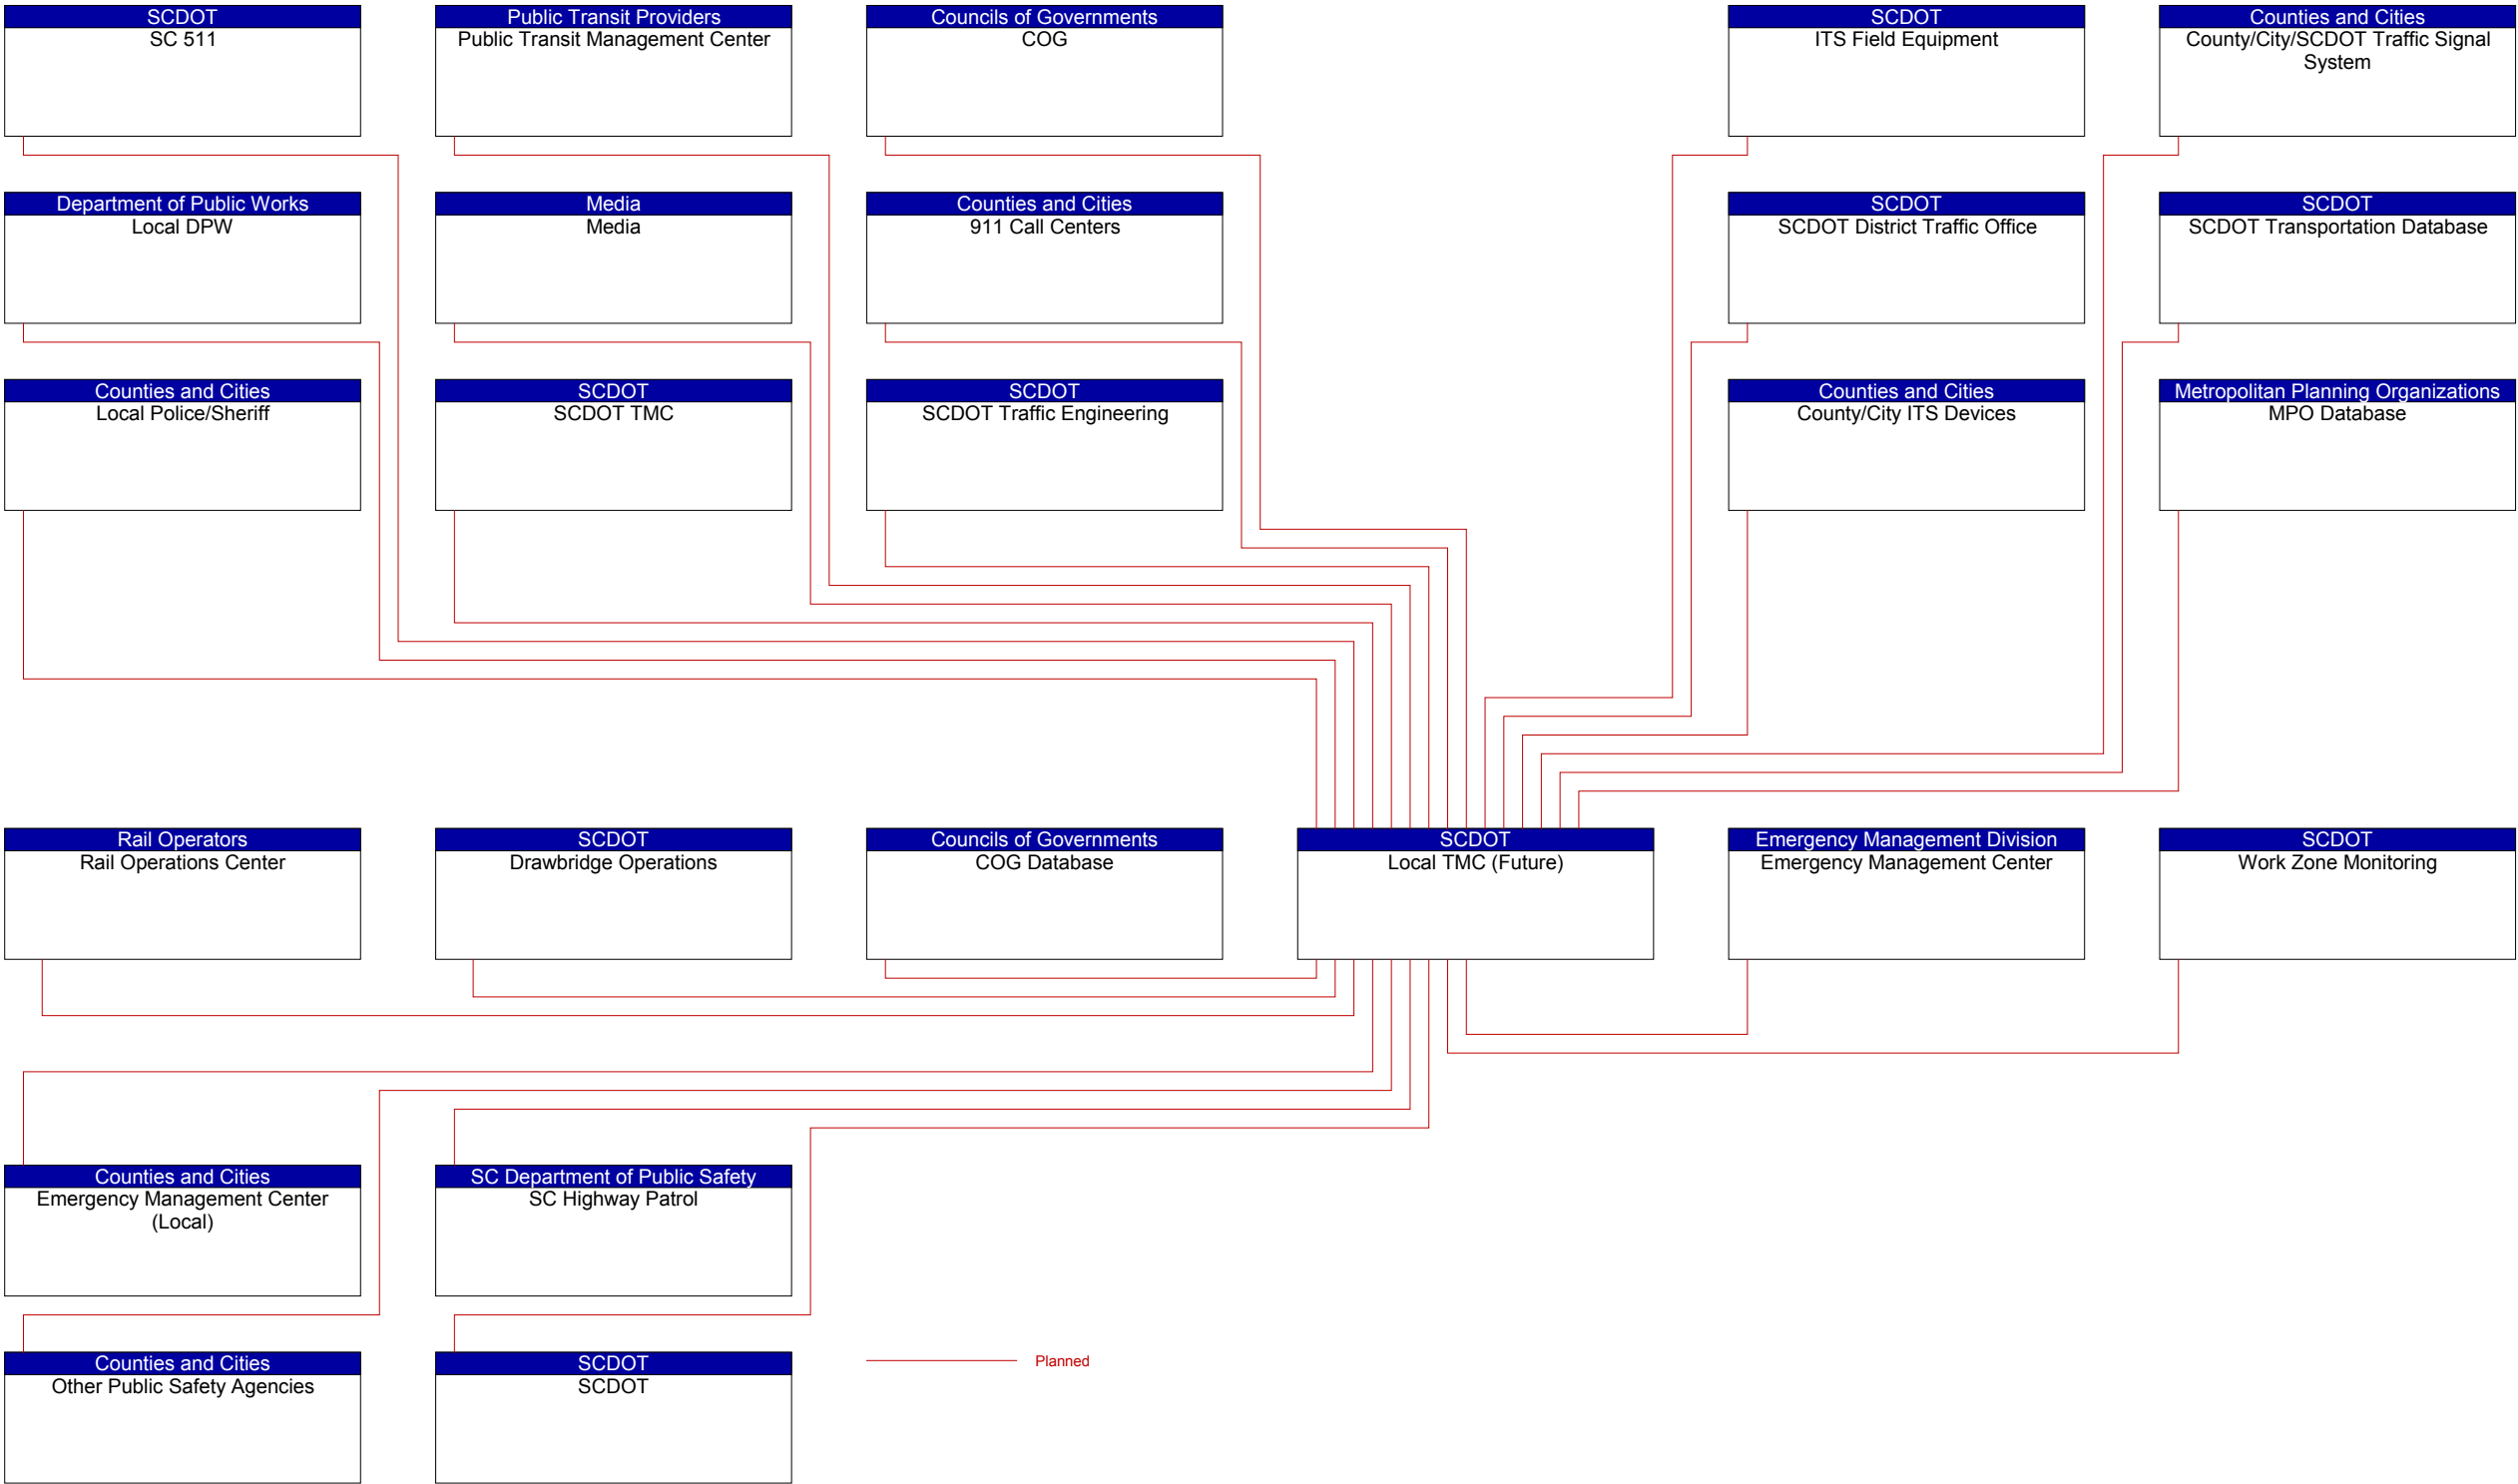 SCDOT
SC 511
Public Transit Providers
Public Transit Management Center
Councils of Governments
COG
SCDOT
ITS Field Equipment
Counties and Cities
County/City/SCDOT Traffic Signal
System
Department of Public Works
Local DPW
Media
Media
Counties and Cities
911 Call Centers
SCDOT
SCDOT District Traffic Office
SCDOT
SCDOT Transportation Database
Counties and Cities
Local Police/Sheriff
SCDOT
SCDOT TMC
SCDOT
SCDOT Traffic Engineering
Counties and Cities
County/City ITS Devices
Metropolitan Planning Organizations
MPO Database
Rail Operators
Rail Operations Center
SCDOT
Drawbridge Operations
Councils of Governments
COG Database
SCDOT
Local TMC (Future)
Emergency Management Division
Emergency Management Center
SCDOT
Work Zone Monitoring
Counties and Cities
Emergency Management Center
(Local)
SC Department of Public Safety
SC Highway Patrol
Counties and Cities
Other Public Safety Agencies
SCDOT
SCDOT
Planned